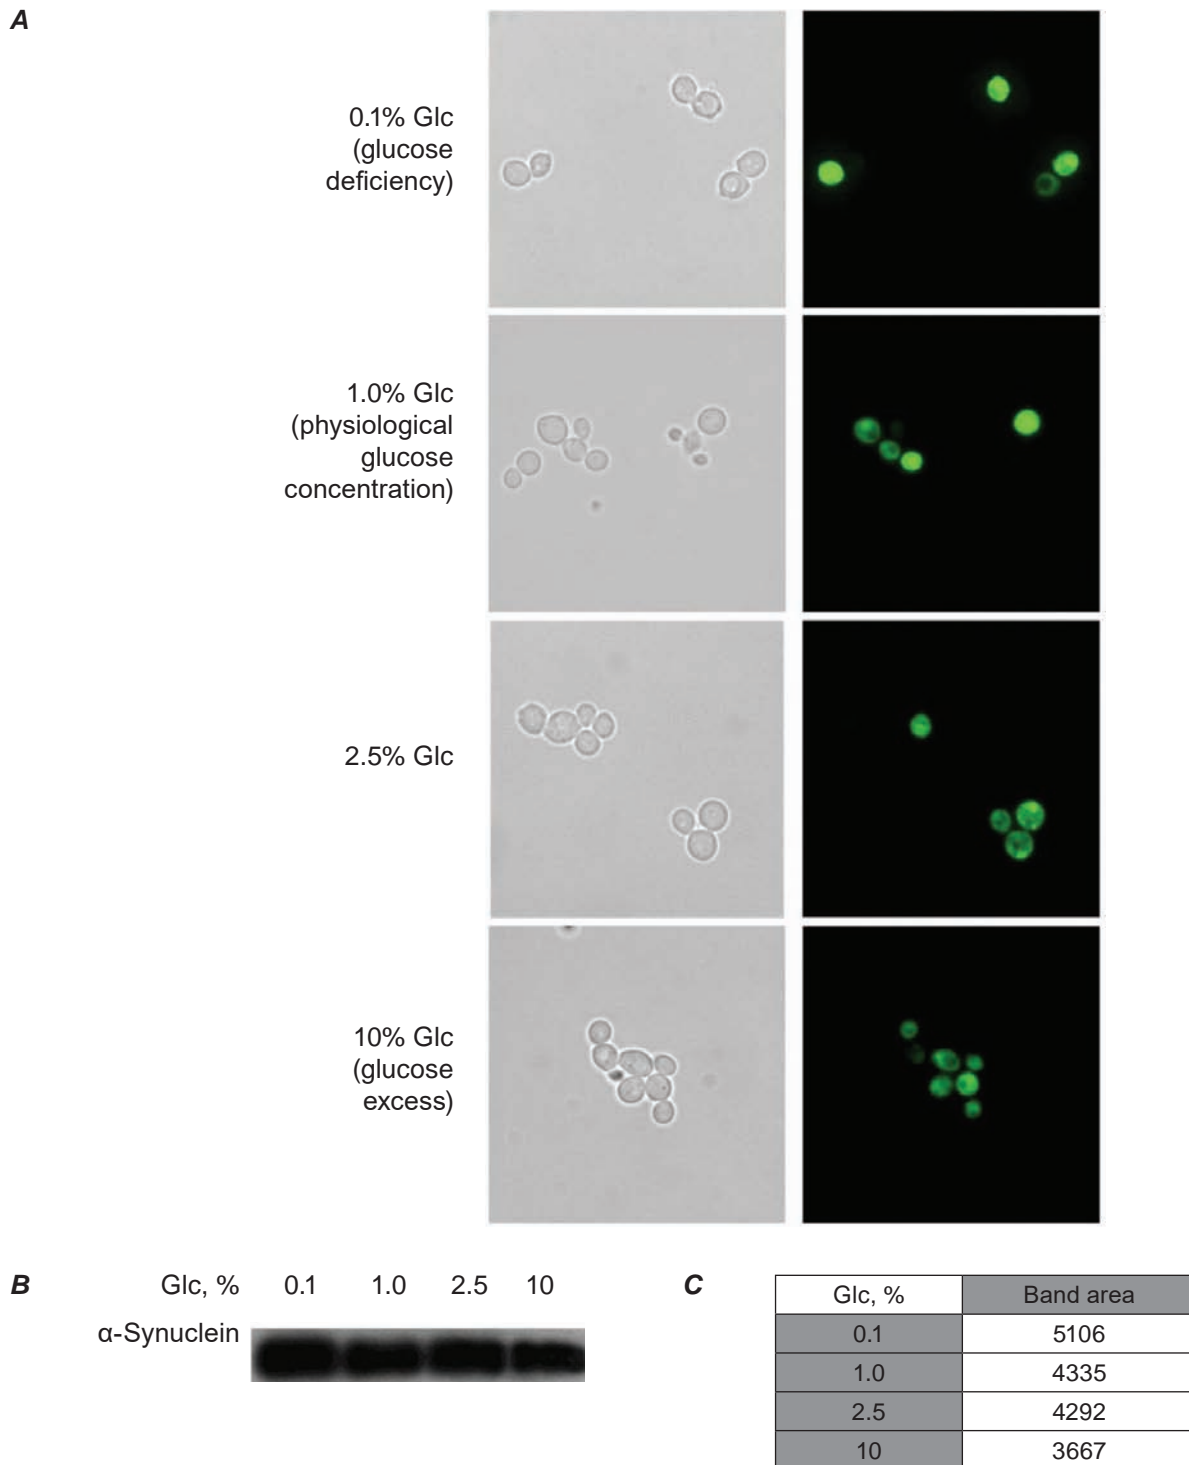 A
0.1% Glc
(glucose
deficiency)
1.0% Glc
(physiological
glucose
concentration)
2.5% Glc
10% Glc
(glucose
excess)
B
Glc, % 0.1 1.0 2.5 10
α-Synuclein
C
Glc, % Band area
0.1 5106
1.0 4335
2.5 4292
10 3667